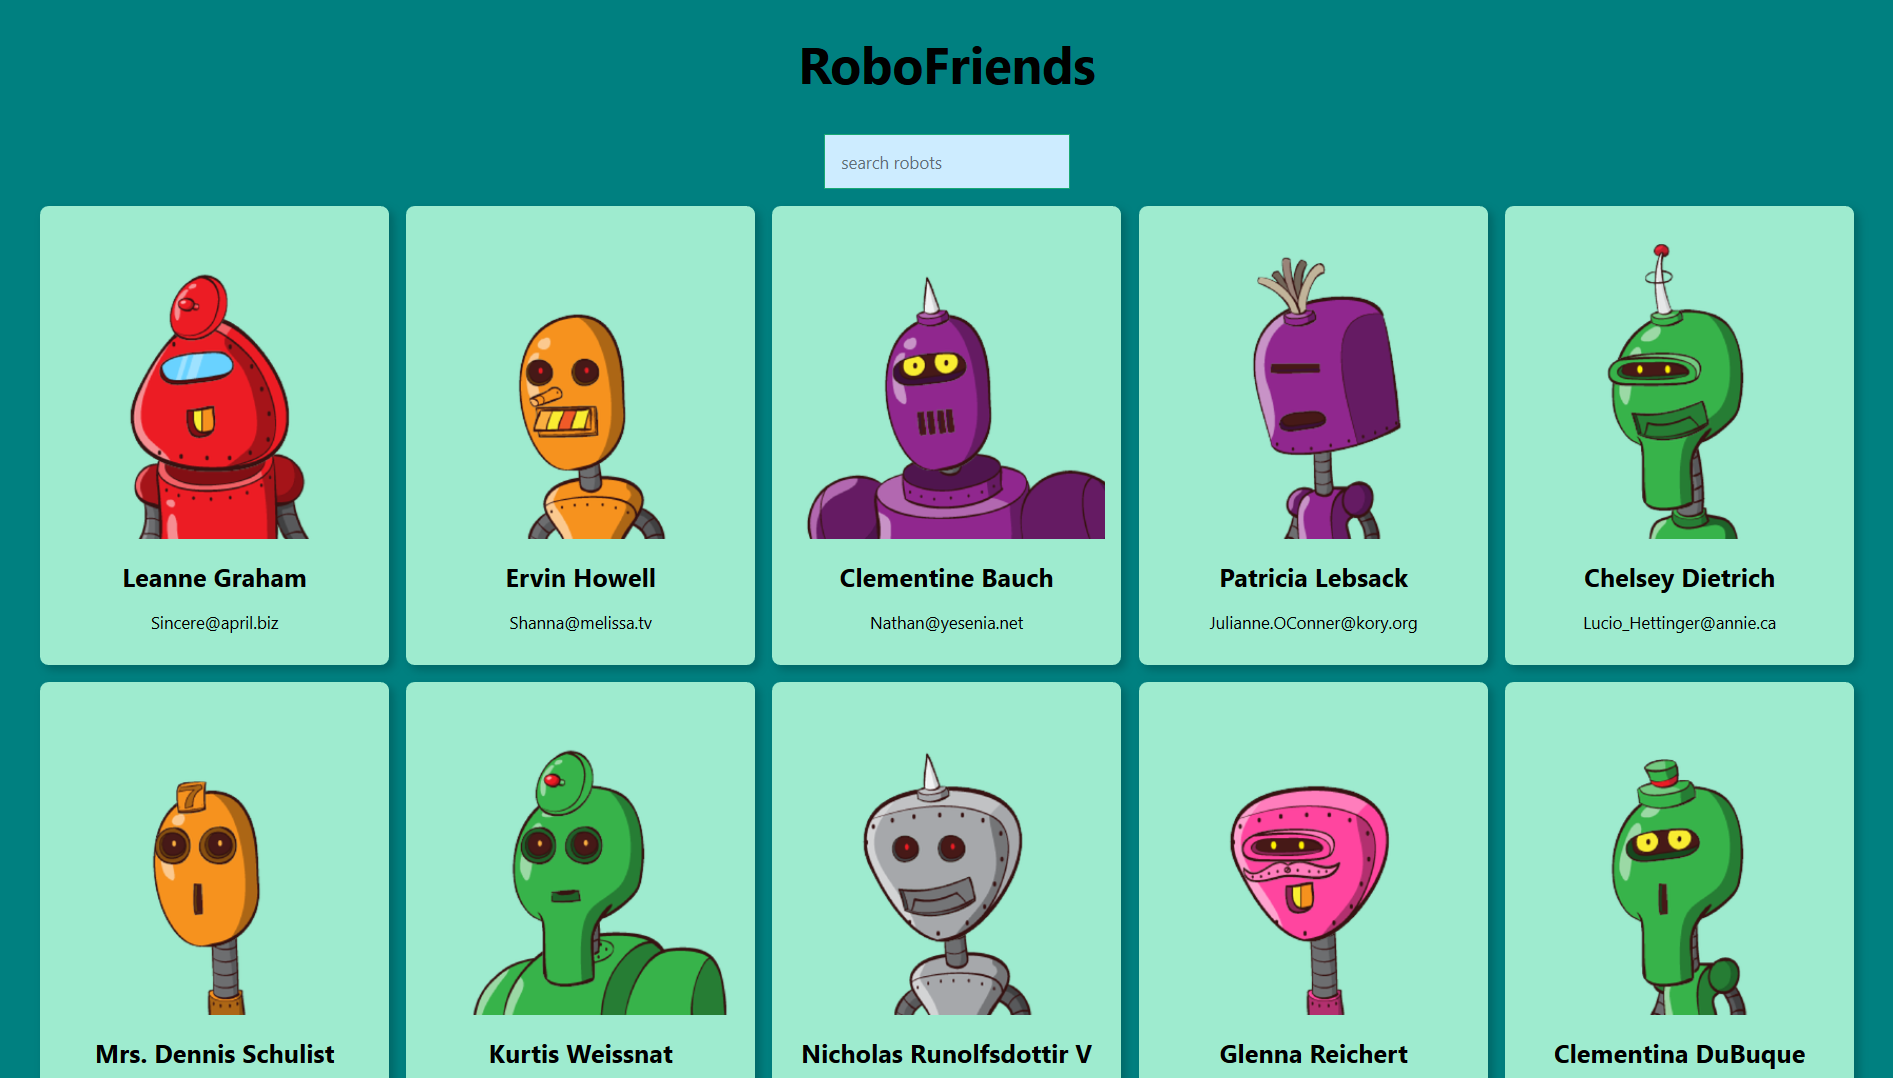 RoboFriends
search robots
Leanne Graham
Sincere@april.biz
Ervin Howell
Shanna@melissa.tv
Clementine Bauch
Nathan@yesenia.net
Patricia Lebsack
Julianne.OConner@kory.org
Chelsey Dietrich
Lucio_Hettinger@annie.ca
7
Mrs. Dennis Schulist
Kurtis Weissnat
Nicholas Runolfsdottir V
Glenna Reichert
Clementina DuBuque